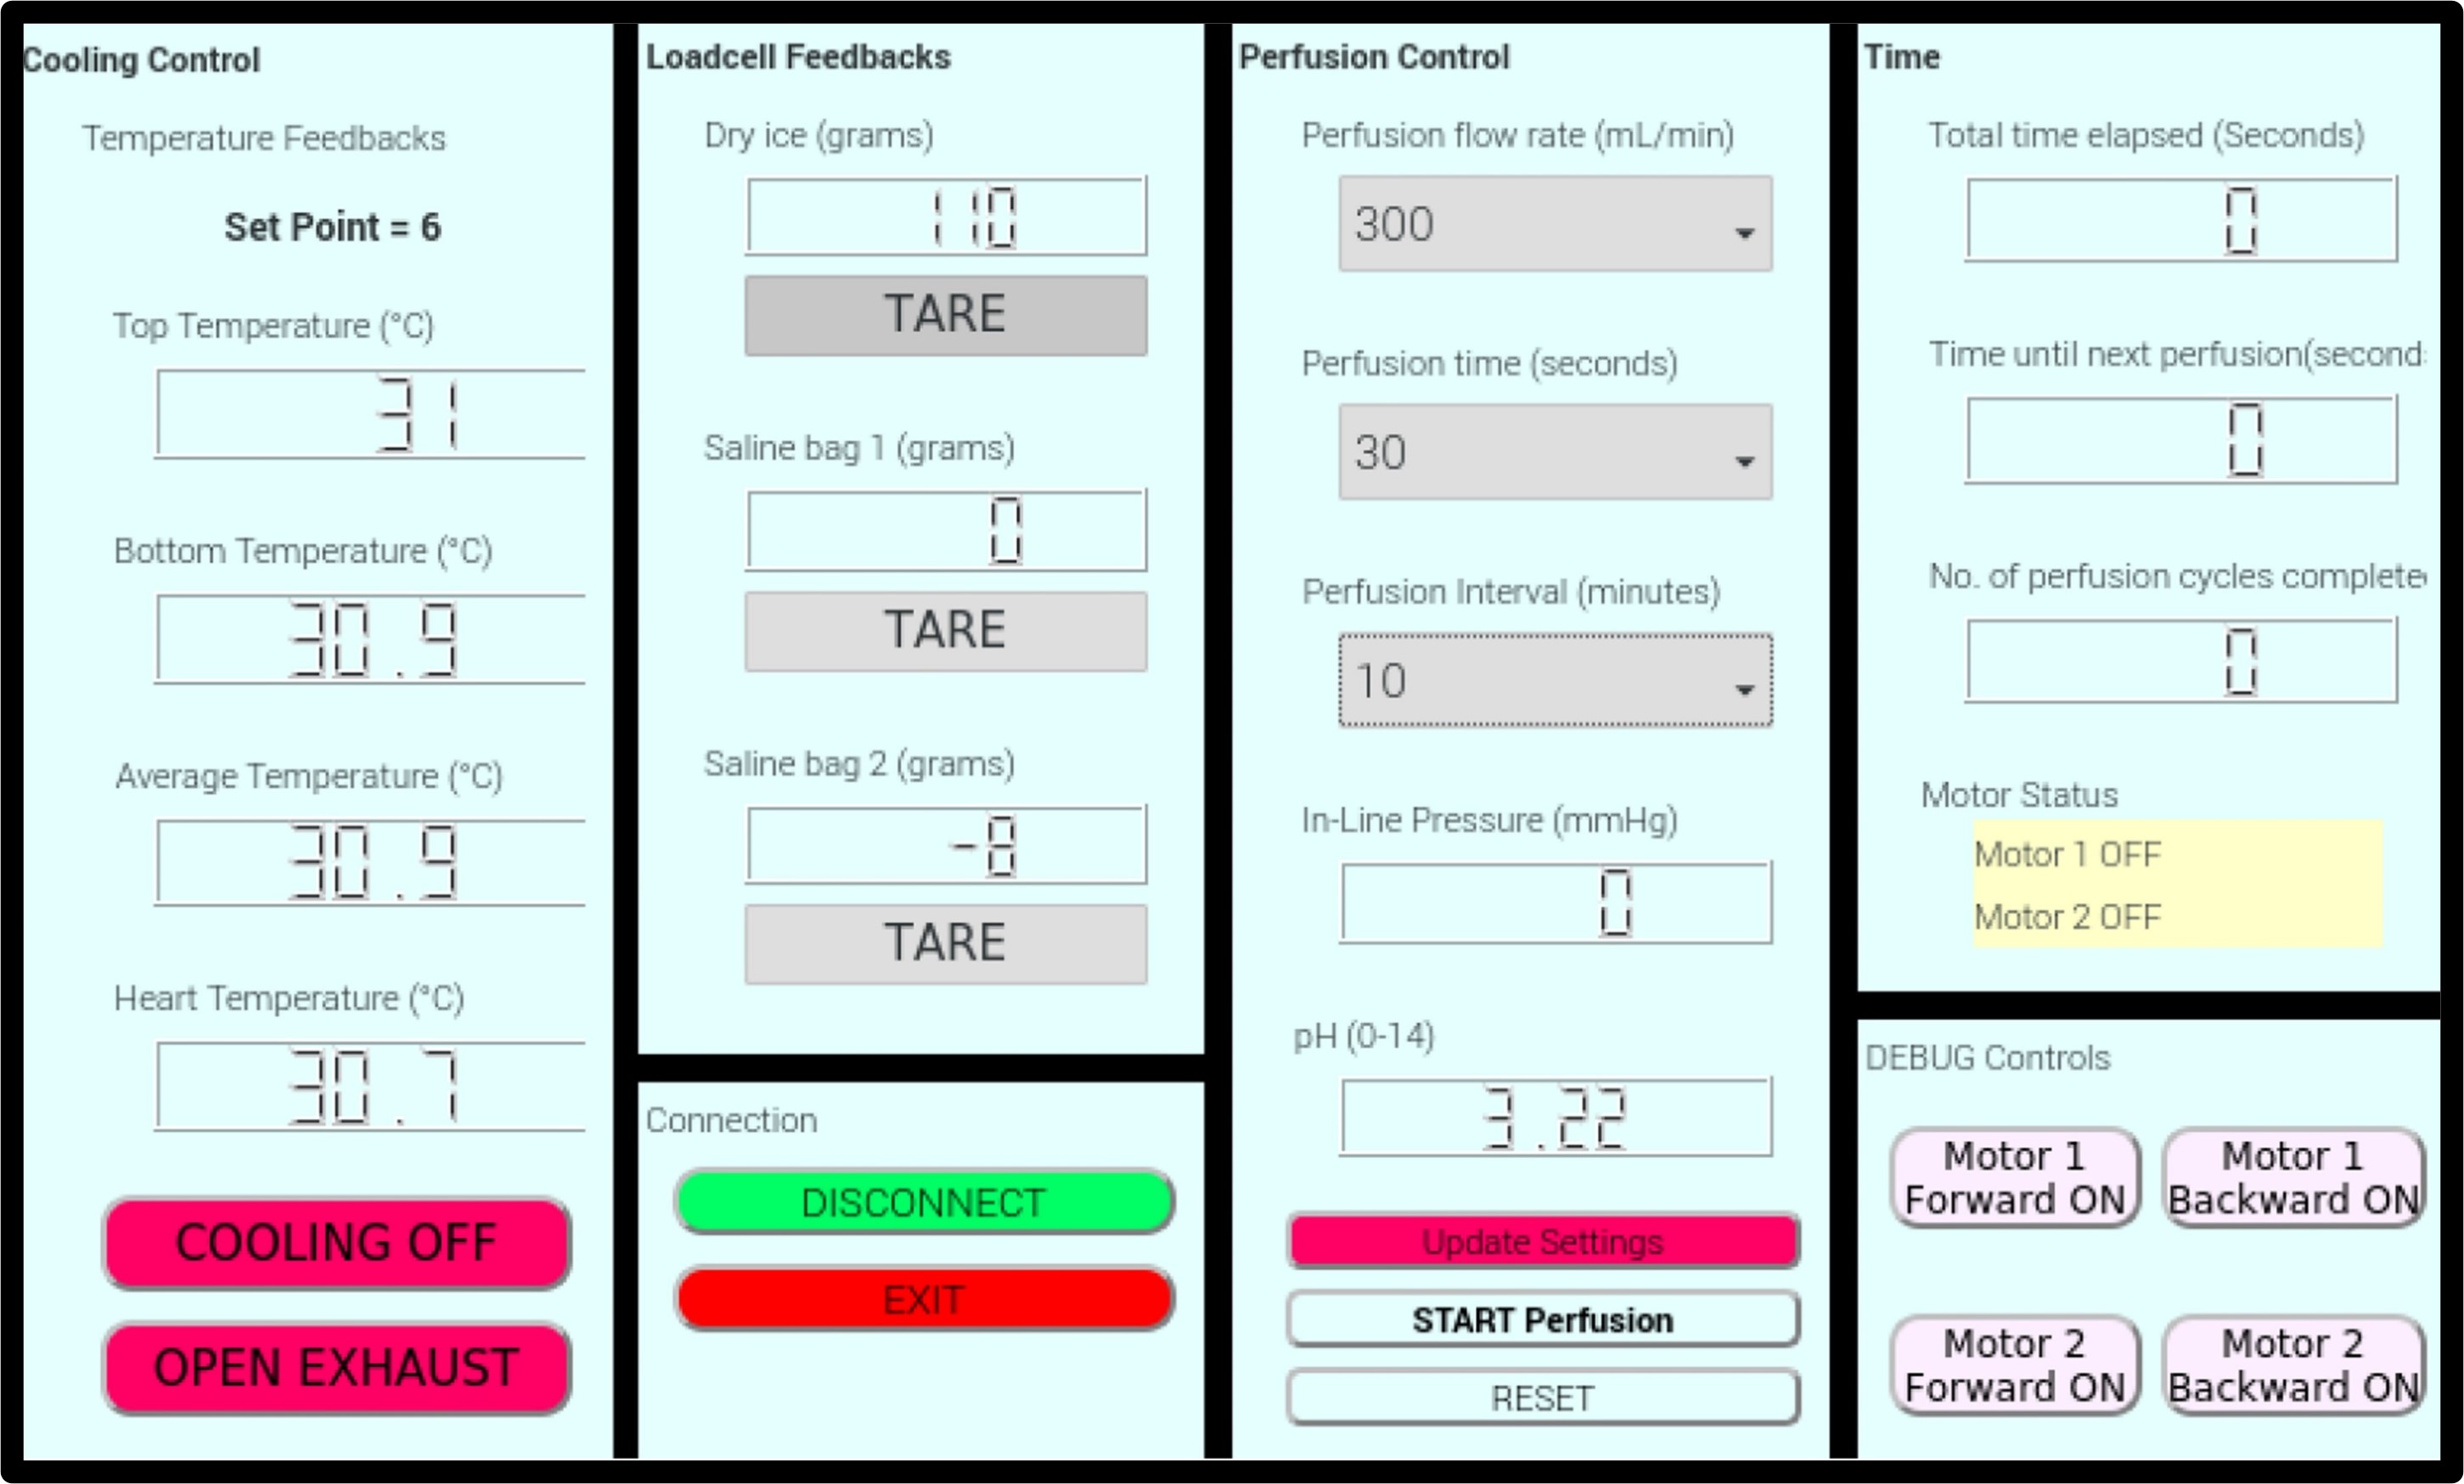 Cooling Control
Temperature Feedbacks
Set Point = 6
Top Temperature (°C)
31
Bottom Temperature (°C)
30.9
Average Temperature (°C)
30.9
Heart Temperature (°C)
30.7
COOLING OFF
OPEN EXHAUST
Loadcell Feedbacks
Dry ice (grams)
110
TARE
Saline bag 1 (grams)
0
TARE
Saline bag 2 (grams)
-8
TARE
Connection
DISCONNECT
EXIT
Perfusion Control
Perfusion flow rate (mL/min)
300
Perfusion time (seconds)
30
Perfusion Interval (minutes)
10
In-Line Pressure (mmHg)
0
pH (0-14)
3.22
Update Settings
START Perfusion
RESET
Time
Total time elapsed (Seconds)
0
Time until next perfusion(second
0
No. of perfusion cycles complete
0
Motor Status
Motor 1 OFF
Motor 2 OFF
DEBUG Controls
Motor 1
Forward ON
Motor 1
Backward ON
Motor 2
Forward ON
Motor 2
Backward ON